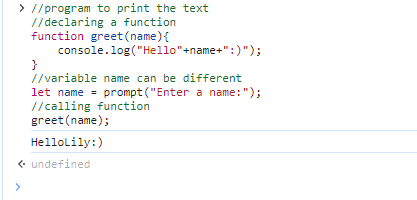 //program to print the text
//declaring a function
function greet(name){
    console.log("Hello"+name+":)");
}
//variable name can be different
let name = prompt("Enter a name:");
//calling function
greet(name);
HelloLily:)
undefined